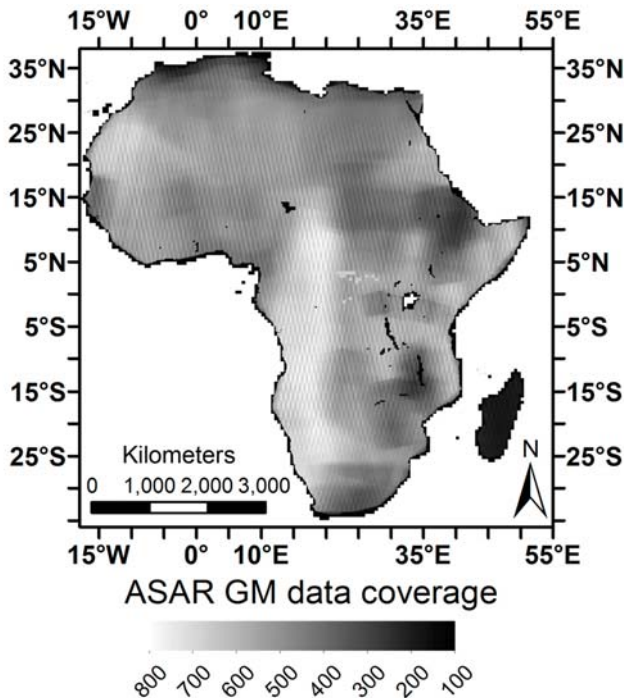 15°W 0° 10°E 35°E 55°E
35°N 35°N
25°N 25°N
15°N 15°N
5°N 5°N
5°S 5°S
15°S 15°S
25°S 25°S
Kilometers
N
0 1,000 2,000 3,000
15°W 0° 10°E 35°E 55°E
ASAR GM data coverage
800 700 600 500 400 300 200 100